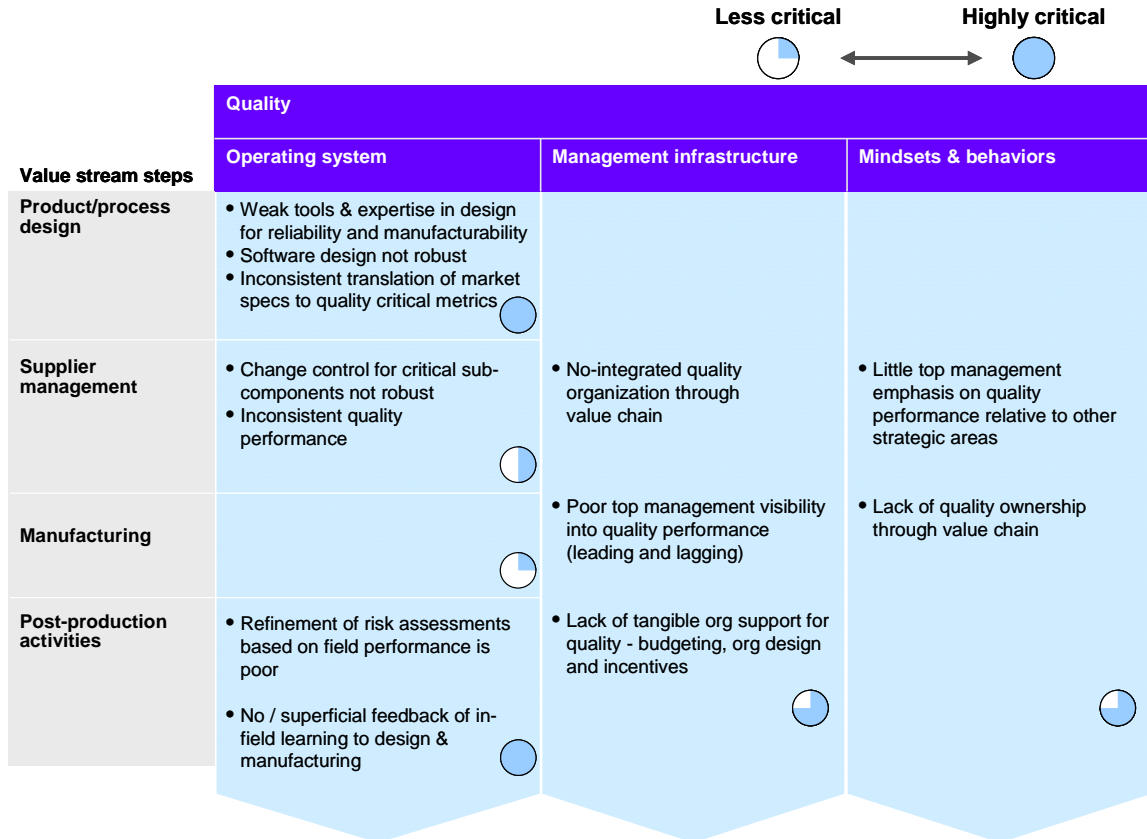 Less critical
Highly critical
Quality
Value stream steps
Operating system
Management infrastructure
Mindsets & behaviors
Product/process
design
• Weak tools & expertise in design
for reliability and manufacturability
• Software design not robust
• Inconsistent translation of market
specs to quality critical metrics
Supplier
management
• Change control for critical sub-
components not robust
• Inconsistent quality
performance
• No-integrated quality
organization through
value chain
• Little top management
emphasis on quality
performance relative to other
strategic areas
Manufacturing
• Poor top management visibility
into quality performance
(leading and lagging)
• Lack of quality ownership
through value chain
Post-production
activities
• Refinement of risk assessments
based on field performance is
poor
• No / superficial feedback of in-
field learning to design &
manufacturing
• Lack of tangible org support for
quality - budgeting, org design
and incentives